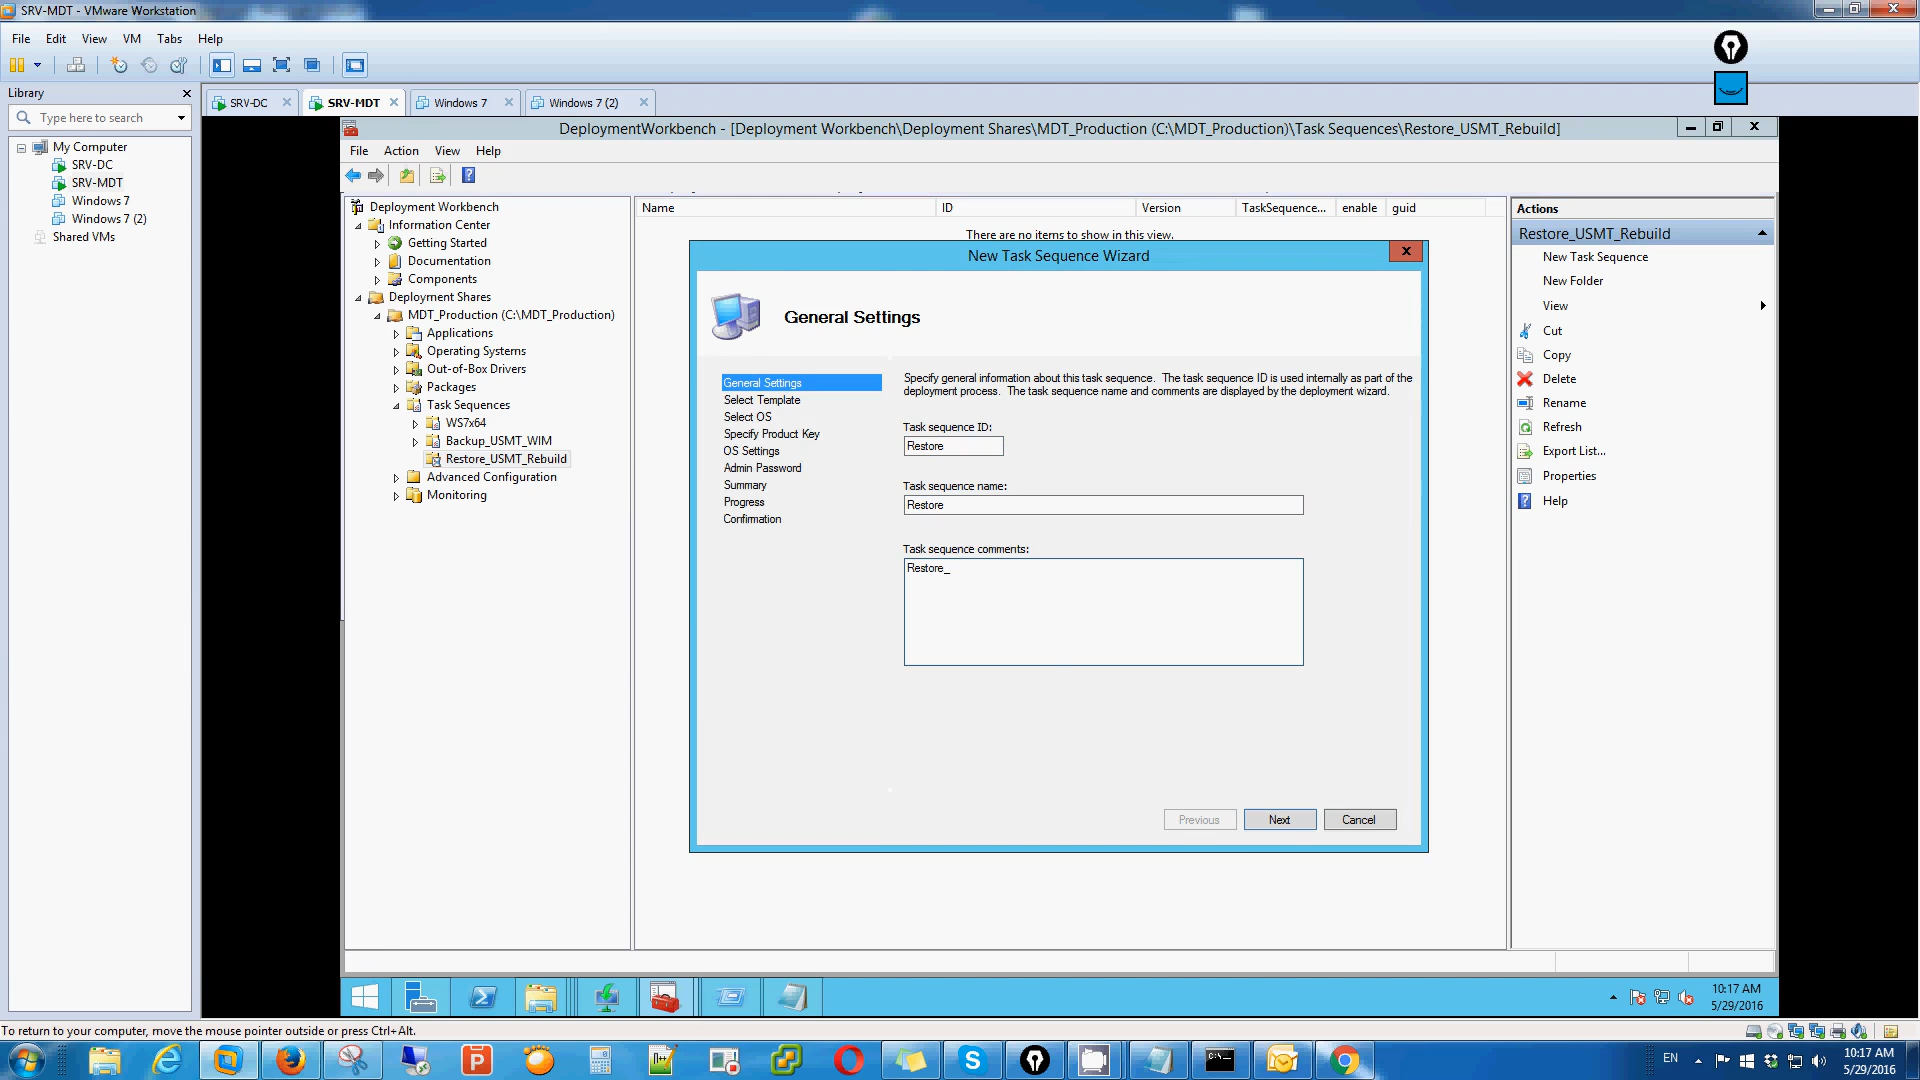 SRV-MDT - VMware Workstation
File Edit View VM Tabs Help
Library
Type here to search
My Computer
SRV-DC
SRV-MDT
Windows 7
Windows 7 (2)
Shared VMs
SRV-DC SRV-MDT Windows 7 Windows 7 (2)
DeploymentWorkbench - [Deployment Workbench\Deployment Shares\MDT_Production (C:\MDT_Production)\Task Sequences\Restore_USMT_Rebuild]
File Action View Help
Deployment Workbench
Information Center
Getting Started
Documentation
Components
Deployment Shares
MDT_Production (C:\MDT_Production)
Applications
Operating Systems
Out-of-Box Drivers
Packages
Task Sequences
WS7x64
Backup_USMT_WIM
Restore_USMT_Rebuild
Advanced Configuration
Monitoring
Name ID Version TaskSequence... enable guid
There are no items to show in this view.
New Task Sequence Wizard
General Settings
General Settings
Select Template
Select OS
Specify Product Key
OS Settings
Admin Password
Summary
Progress
Confirmation
Specify general information about this task sequence. The task sequence ID is used internally as part of the
deployment process. The task sequence name and comments are displayed by the deployment wizard.
Task sequence ID:
Restore
Task sequence name:
Restore
Task sequence comments:
Restore_
Previous Next Cancel
Actions
Restore_USMT_Rebuild
New Task Sequence
New Folder
View
Cut
Copy
Delete
Rename
Refresh
Export List...
Properties
Help
10:17 AM
5/29/2016
To return to your computer, move the mouse pointer outside or press Ctrl+Alt.
EN
10:17 AM
5/29/2016